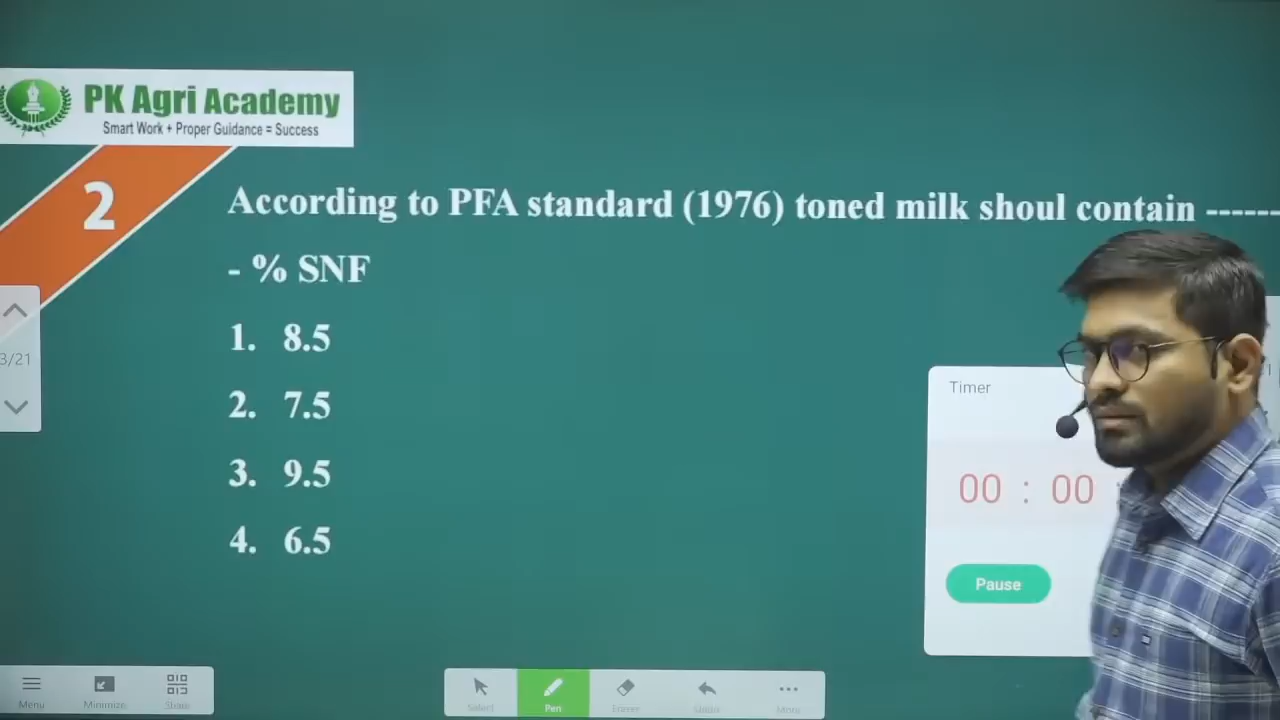 PK Agri Academy
Smart Work + Proper Guidance = Success
2
According to PFA standard (1976) toned milk shoul contain ------
- % SNF
1. 8.5
2. 7.5
3. 9.5
4. 6.5
3/21
Timer
00 : 00 :
Pause
Menu
Minimize
Share
Select
Pen
Eraser
Undo
More